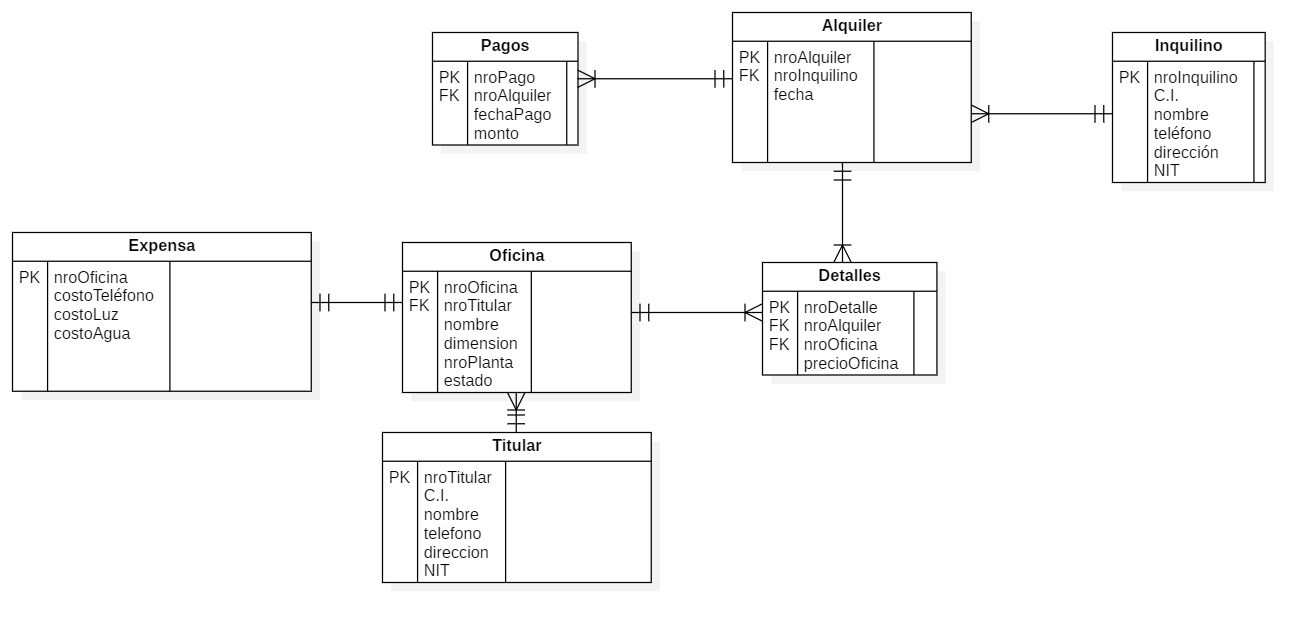 Pagos
PK nroPago
FK nroAlquiler
fechaPago
monto
Alquiler
PK nroAlquiler
FK nroInquilino
fecha
Inquilino
PK nroInquilino
C.I.
nombre
teléfono
dirección
NIT
Expensa
PK nroOficina
costoTeléfono
costoLuz
costoAgua
Oficina
PK nroOficina
FK nroTitular
nombre
dimension
nroPlanta
estado
Detalles
PK nroDetalle
FK nroAlquiler
FK nroOficina
precioOficina
Titular
PK nroTitular
C.I.
nombre
telefono
direccion
NIT